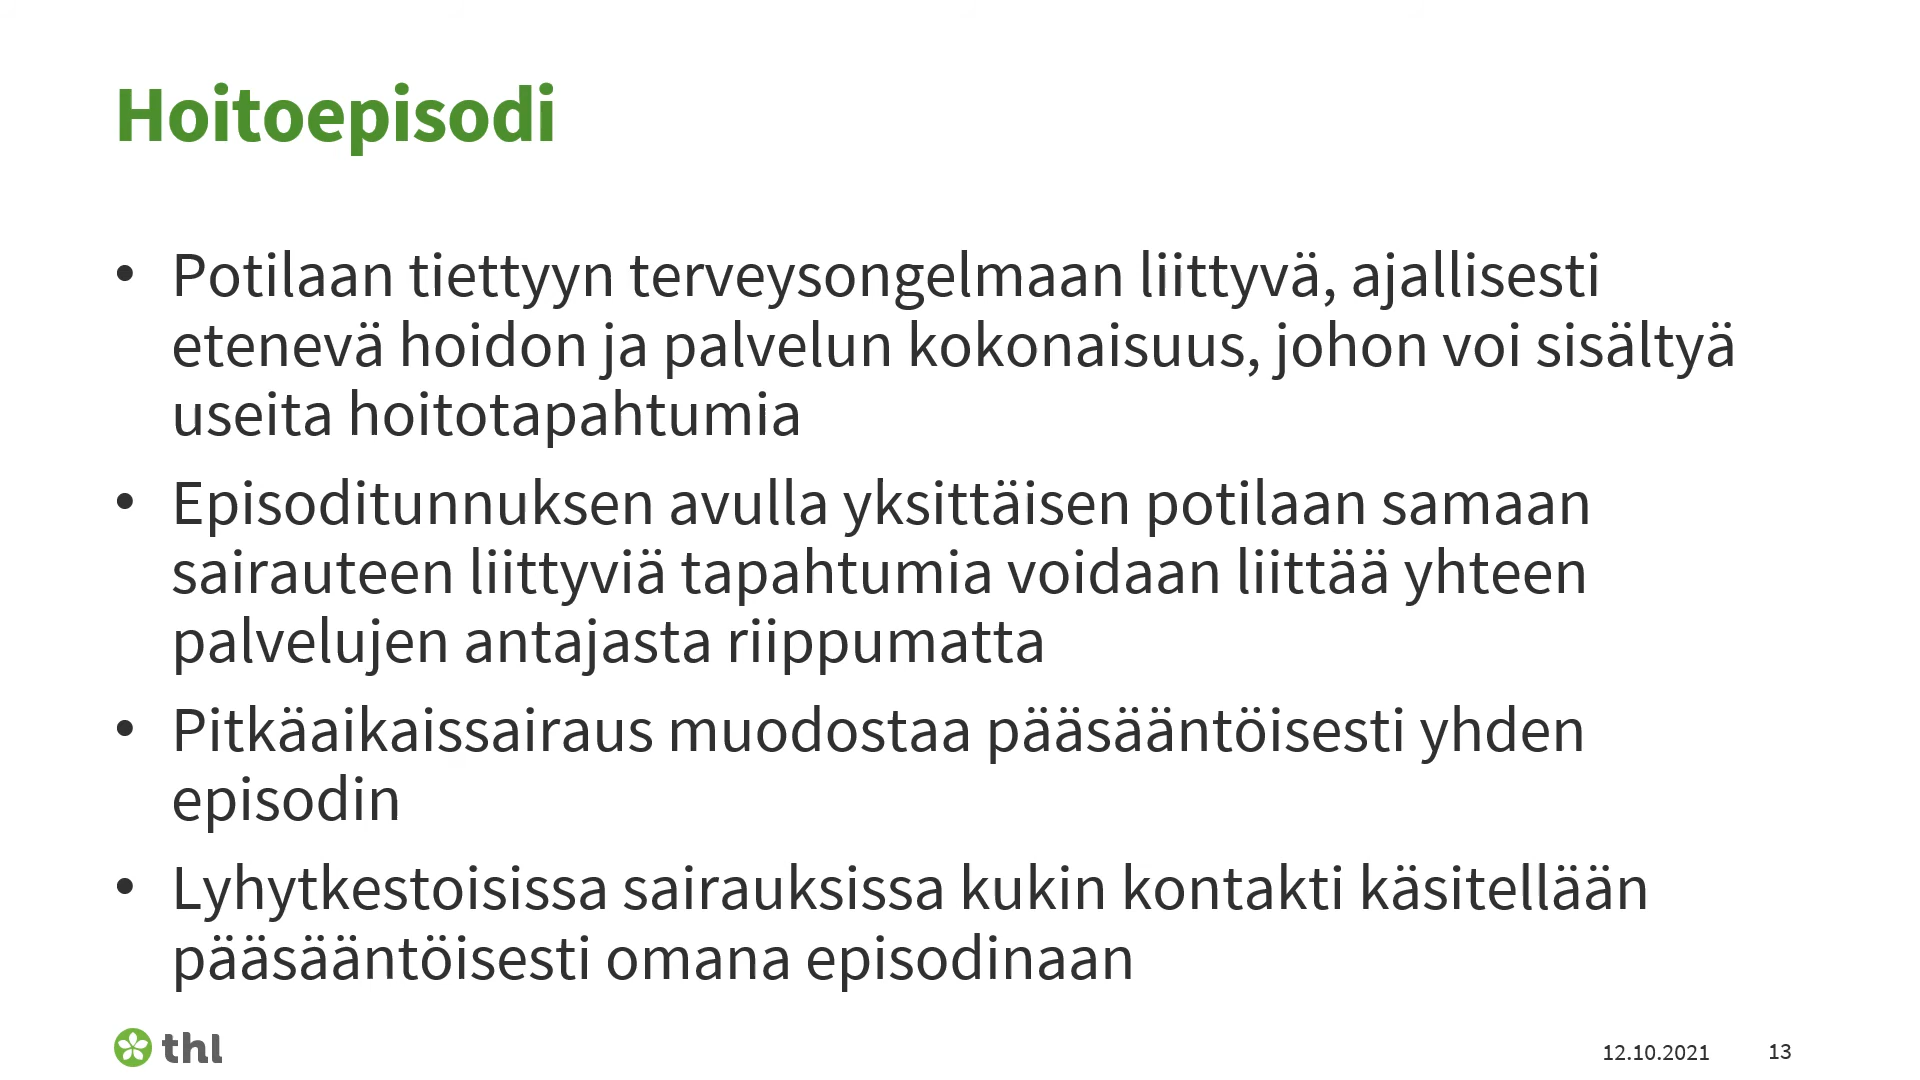 Hoitoepisodi
• Potilaan tiettyyn terveysongelmaan liittyvä, ajallisesti
etenevä hoidon ja palvelun kokonaisuus, johon voi sisältyä
useita hoitotapahtumia
• Episoditunnuksen avulla yksittäisen potilaan samaan
sairauteen liittyviä tapahtumia voidaan liittää yhteen
palvelujen antajasta riippumatta
• Pitkäaikaissairaus muodostaa pääsääntöisesti yhden
episodin
• Lyhytkestoisissa sairauksissa kukin kontakti käsitellään
pääsääntöisesti omana episodinaan
thl
12.10.2021 13